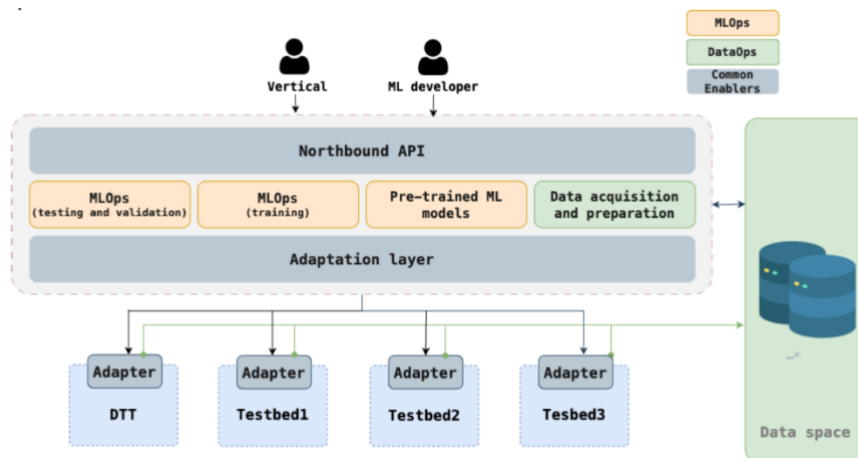 MLOps
DataOps
Common
Enablers
Vertical
ML developer
Northbound API
MLOps
(testing and validation)
MLOps
(training)
Pre-trained ML
models
Data acquisition
and preparation
Adaptation layer
Adapter
Adapter
Adapter
Adapter
DTT
Testbed1
Testbed2
Tesbed3
Data space